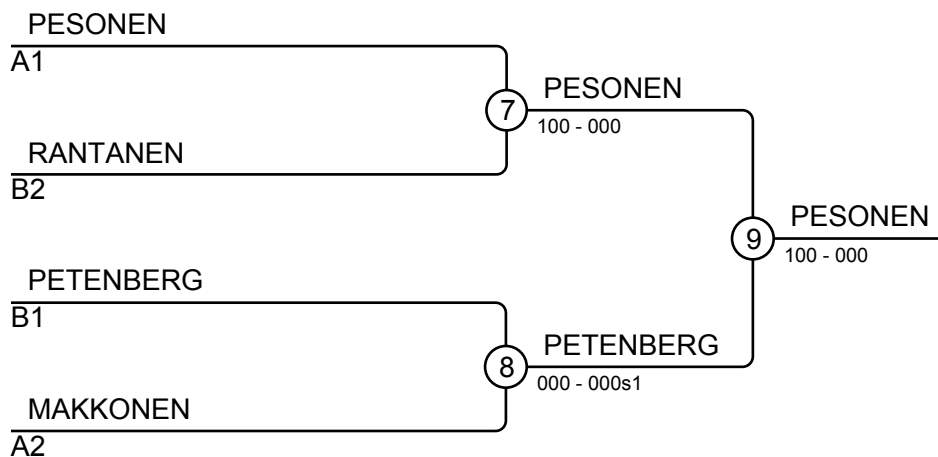 PESONEN
A1
7
PESONEN
100 - 000
RANTANEN
B2
9
PESONEN
100 - 000
PETENBERG
B1
8
PETENBERG
000 - 000s1
MAKKONEN
A2